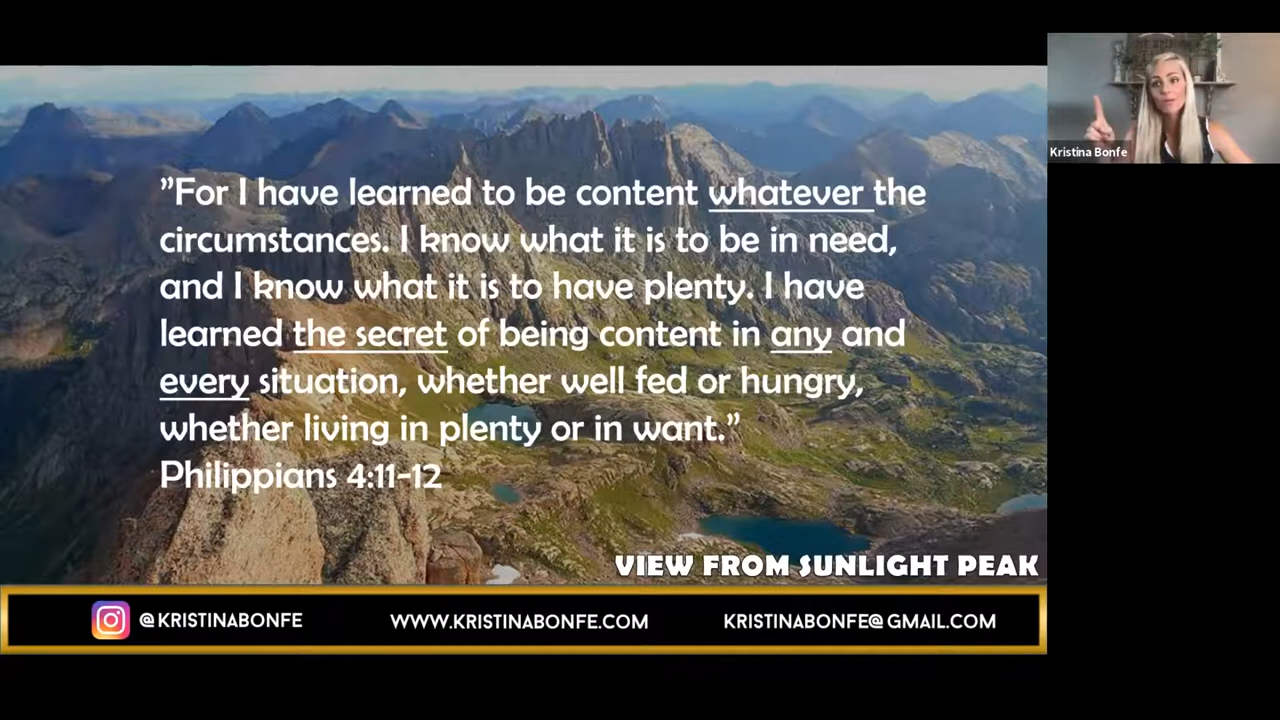 ”For I have learned to be content whatever the
circumstances. I know what it is to be in need,
and I know what it is to have plenty. I have
learned the secret of being content in any and
every situation, whether well fed or hungry,
whether living in plenty or in want.”
Philippians 4:11-12
VIEW FROM SUNLIGHT PEAK
@KRISTINABONFE
WWW.KRISTINABONFE.COM
KRISTINABONFE@GMAIL.COM
Kristina Bonfe